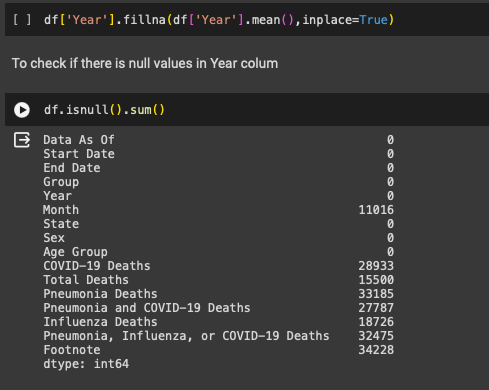 [ ] df['Year'].fillna(df['Year'].mean(),inplace=True)
To check if there is null values in Year colum
df.isnull().sum()
Data As Of 0
Start Date 0
End Date 0
Group 0
Year 0
Month 11016
State 0
Sex 0
Age Group 0
COVID-19 Deaths 28933
Total Deaths 15500
Pneumonia Deaths 33185
Pneumonia and COVID-19 Deaths 27787
Influenza Deaths 18726
Pneumonia, Influenza, or COVID-19 Deaths 32475
Footnote 34228
dtype: int64